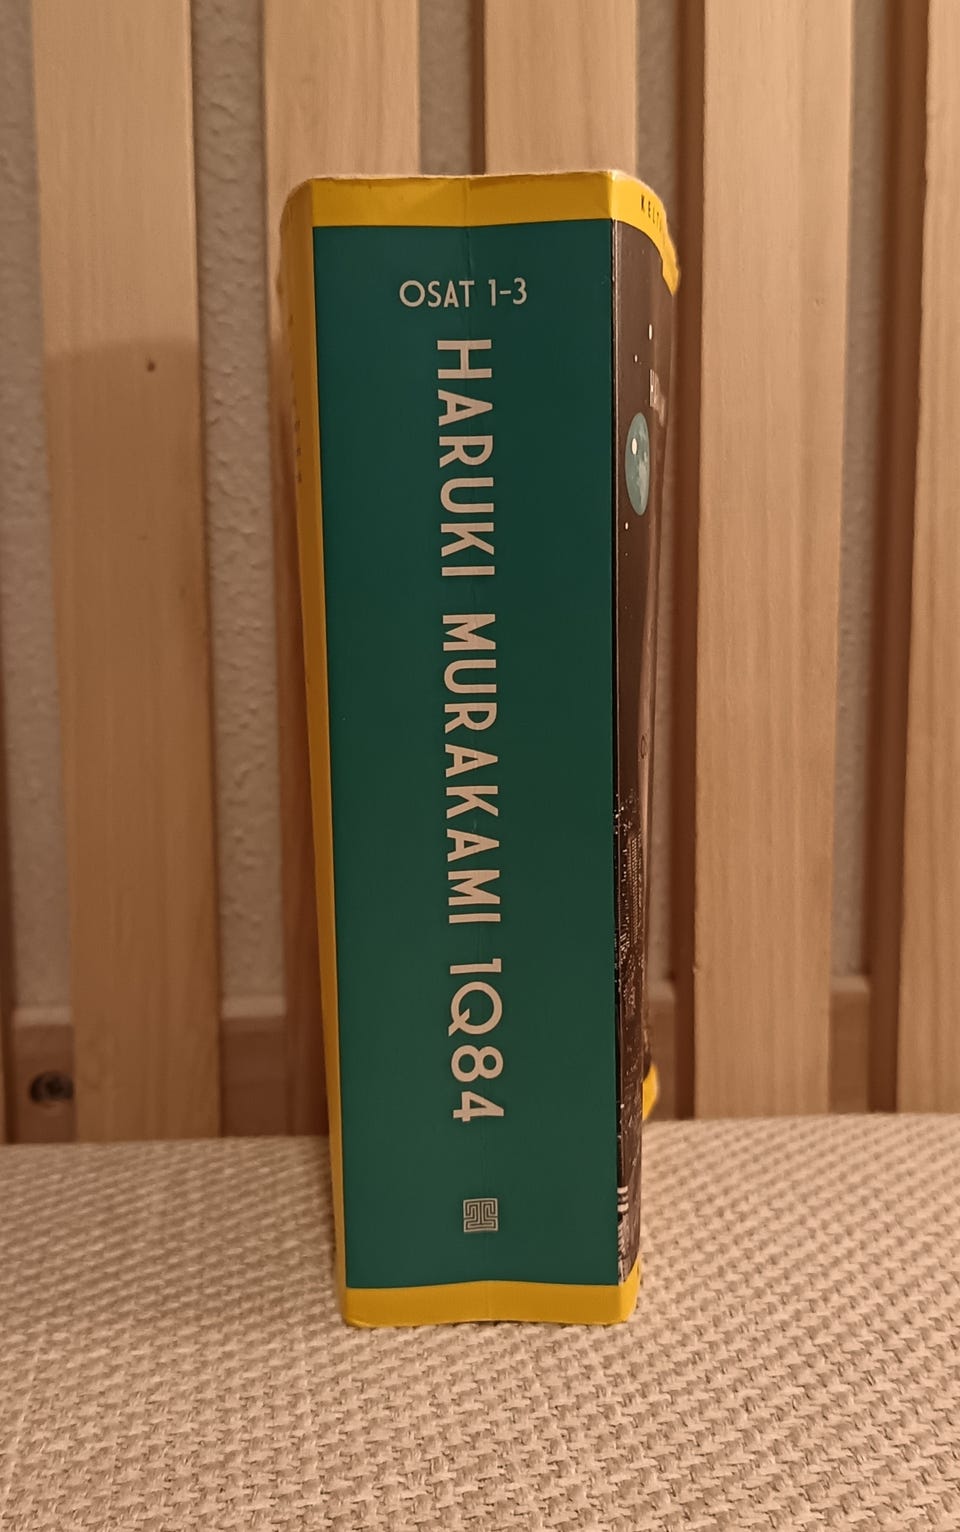 OSAT 1-3
HARUKI MURAKAMI 1Q84